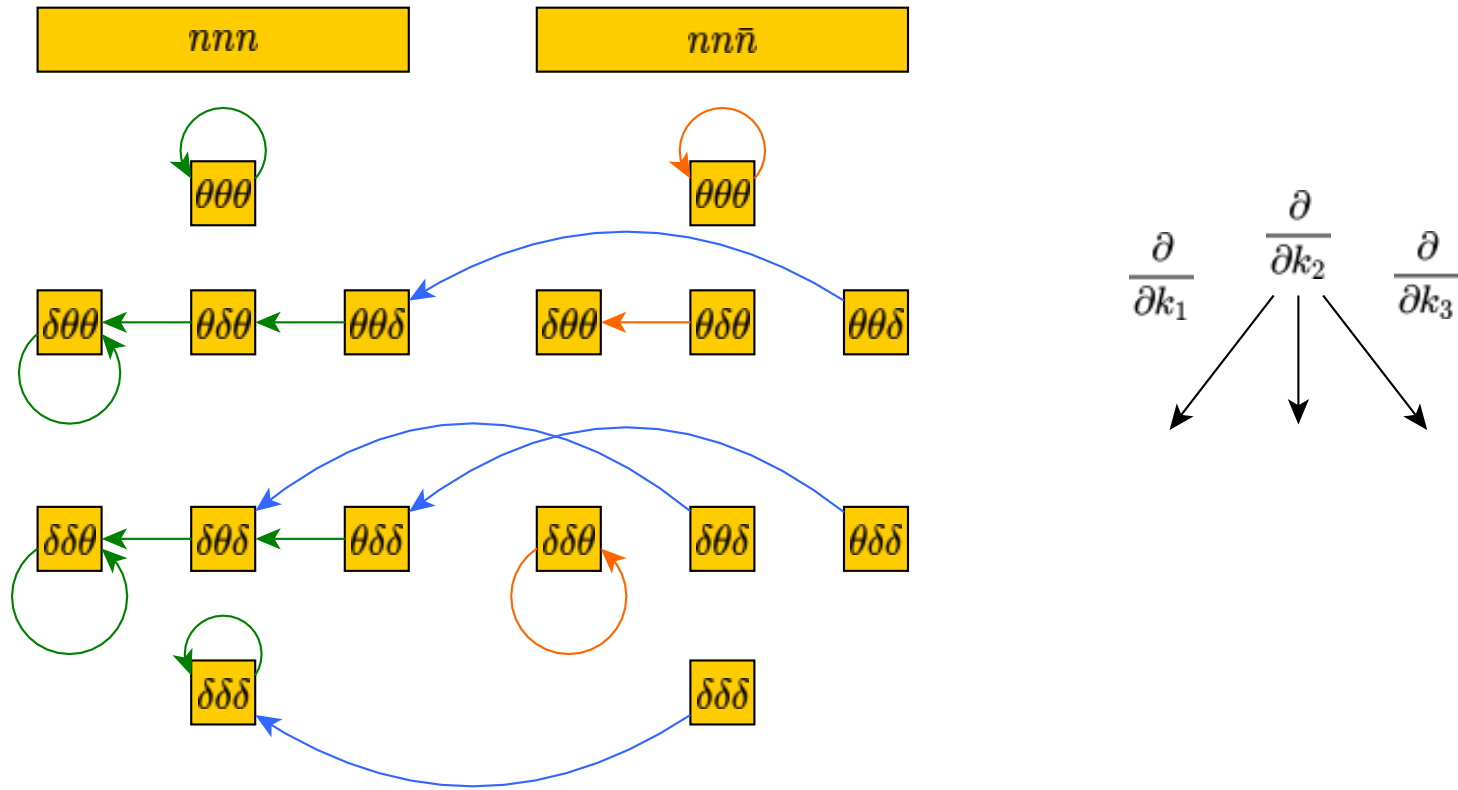 nnn nnn̄
θθθ θθθ
∂/∂k₁ ∂/∂k₂ ∂/∂k₃
δθθ θδθ θθδ δθθ θδθ θθδ
δδθ δθδ θδδ δδθ δθδ θδδ
δδδ δδδ